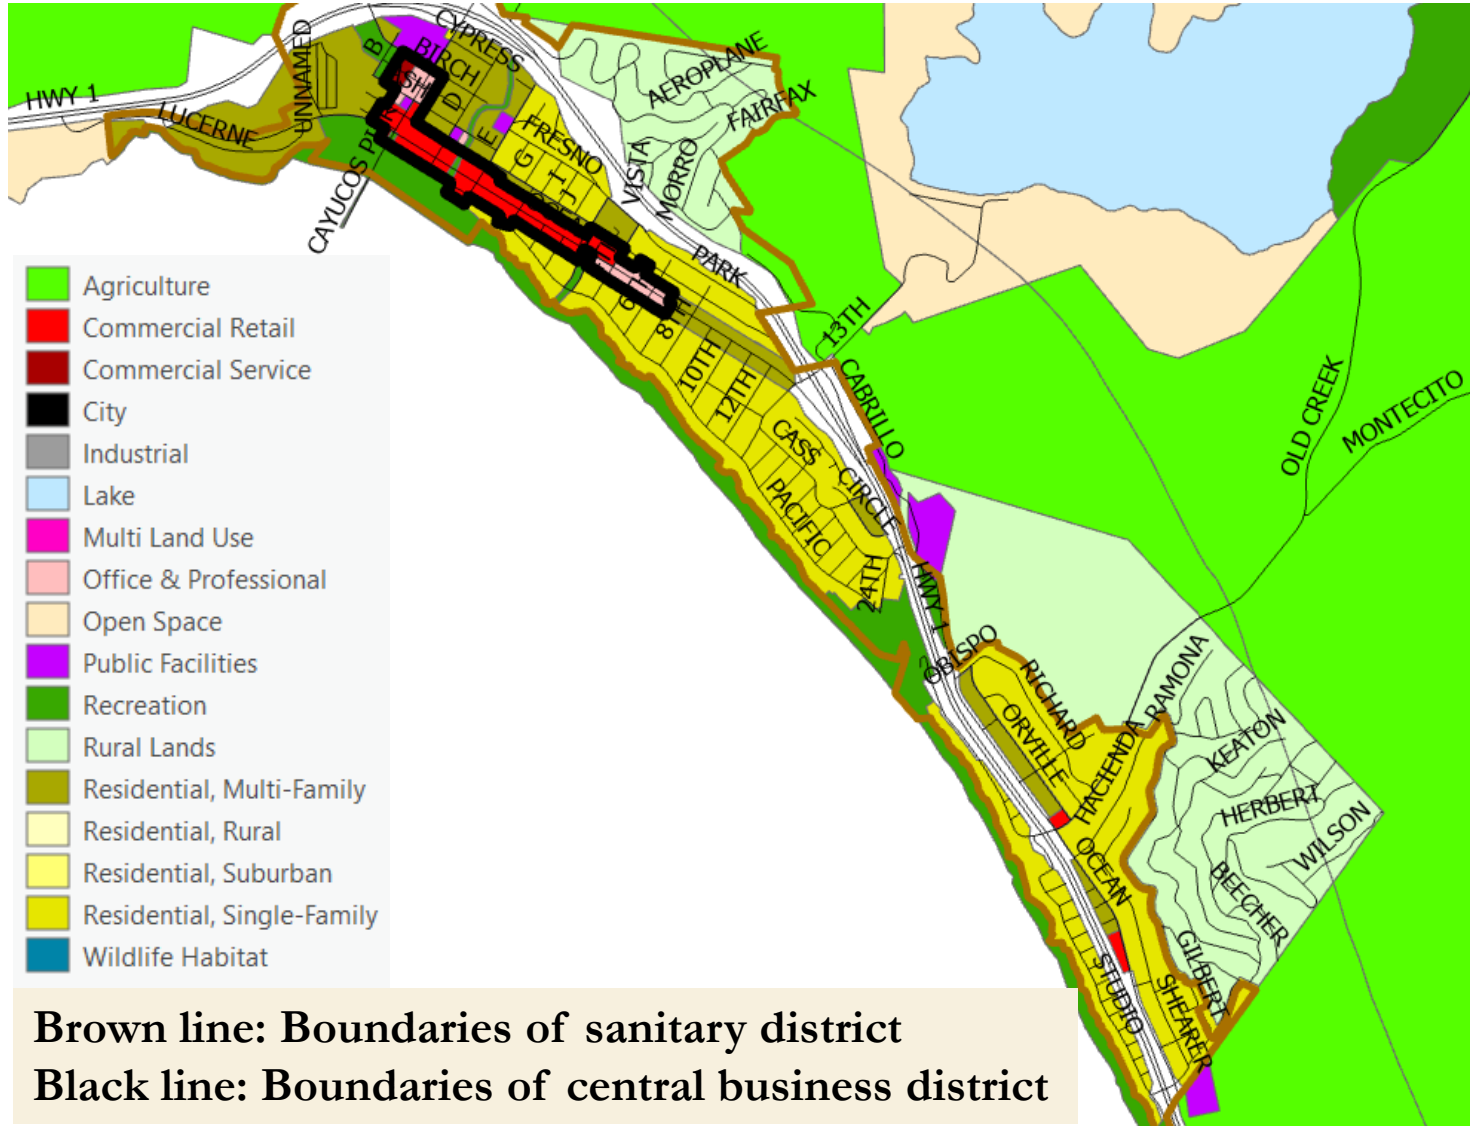 CYPRESS
UNNAMED
B
BIRCH
AEROPLANE
HWY 1
D
FAIRFAX
LUCERNE
E
FRESNO
G
VISTA
MORRO
I
J
CAYUCOS
PARK
8TH
13TH
10TH
12TH
CABRILLO
OLD CREEK
MONTECITO
CASS
CIRCLE
PACIFIC
24TH
HWY 1
OBISPO
RICHARD
RAMONA
ORVILLE
HACIENDA
KEATON
HERBERT
WILSON
OCEAN
BEECHER
GILBERT
STUDIO
SHEARER
Agriculture
Commercial Retail
Commercial Service
City
Industrial
Lake
Multi Land Use
Office & Professional
Open Space
Public Facilities
Recreation
Rural Lands
Residential, Multi-Family
Residential, Rural
Residential, Suburban
Residential, Single-Family
Wildlife Habitat
Brown line: Boundaries of sanitary district
Black line: Boundaries of central business district